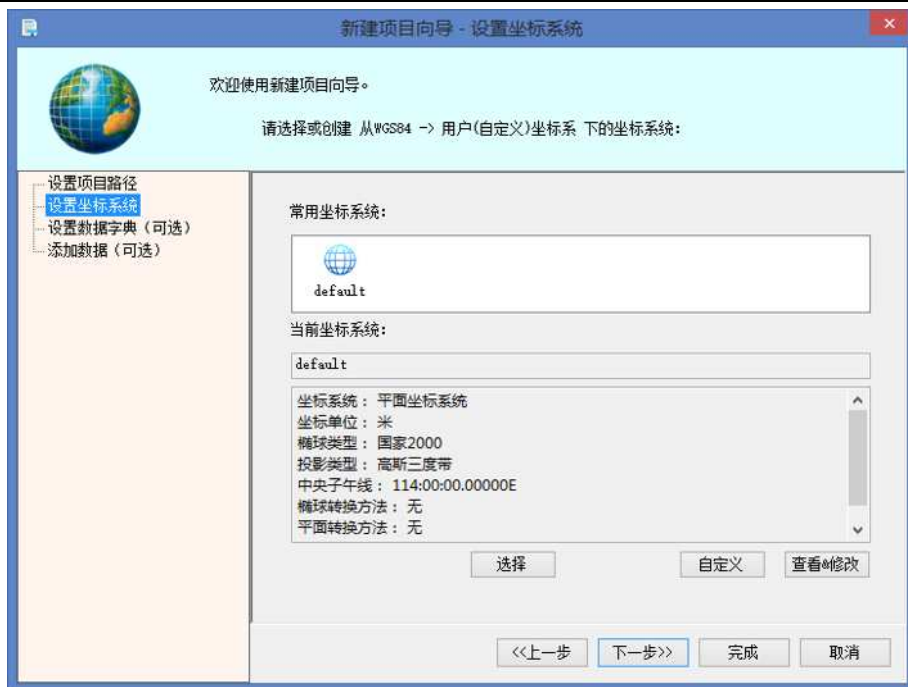 新建项目向导 - 设置坐标系统
欢迎使用新建项目向导。
请选择或创建 从WGS84 -> 用户(自定义)坐标系 下的坐标系统:
设置项目路径
设置坐标系统
设置数据字典（可选）
添加数据（可选）
常用坐标系统:
default
当前坐标系统:
default
坐标系统： 平面坐标系统
坐标单位： 米
椭球类型： 国家2000
投影类型： 高斯三度带
中央子午线： 114:00:00.00000E
椭球转换方法： 无
平面转换方法： 无
选择
自定义
查看&修改
<<上一步
下一步>>
完成
取消